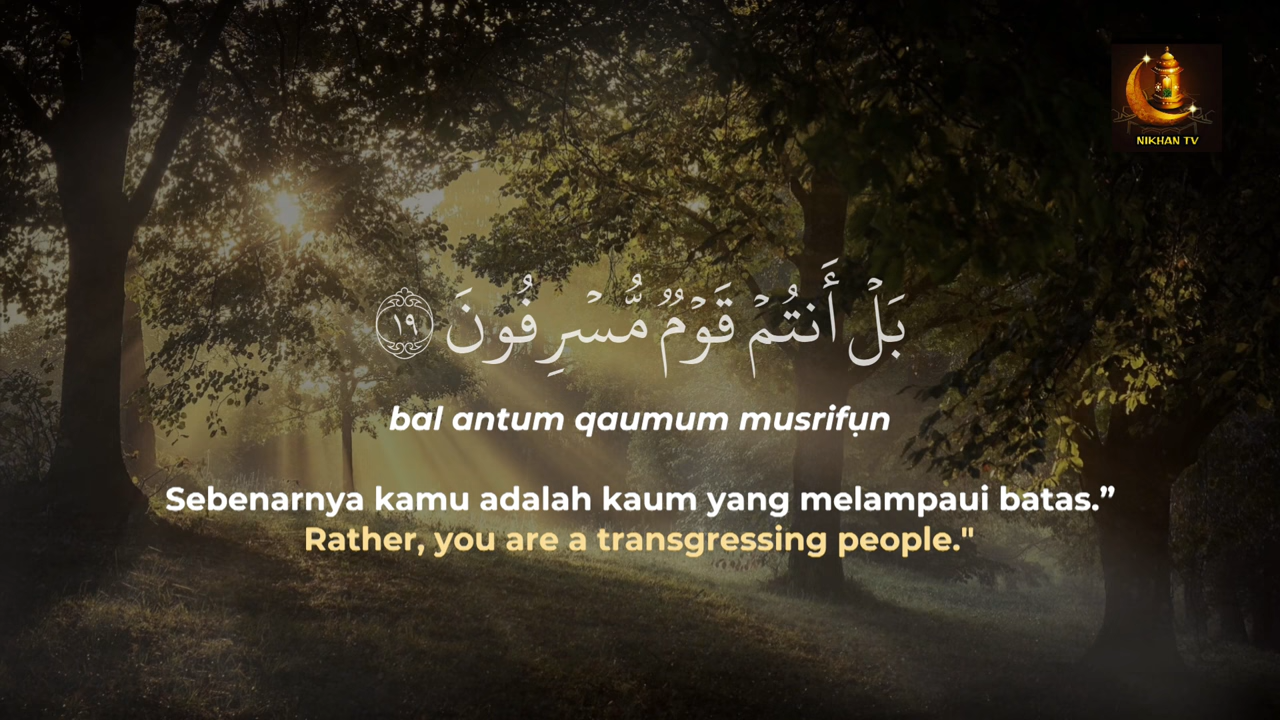 NIKHAN TV
بَلۡ أَنتُمۡ قَوۡمٞ مُّسۡرِفُونَ ١٩
bal antum qaumum musrifụn
Sebenarnya kamu adalah kaum yang melampaui batas.”
Rather, you are a transgressing people."